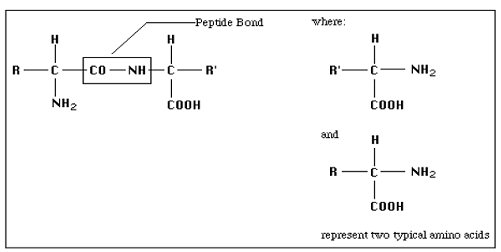 Peptide Bond
H H
R C CO NH C R'
NH₂ COOH
where:
H
R' C NH₂
COOH
and
H
R C NH₂
COOH
represent two typical amino acids